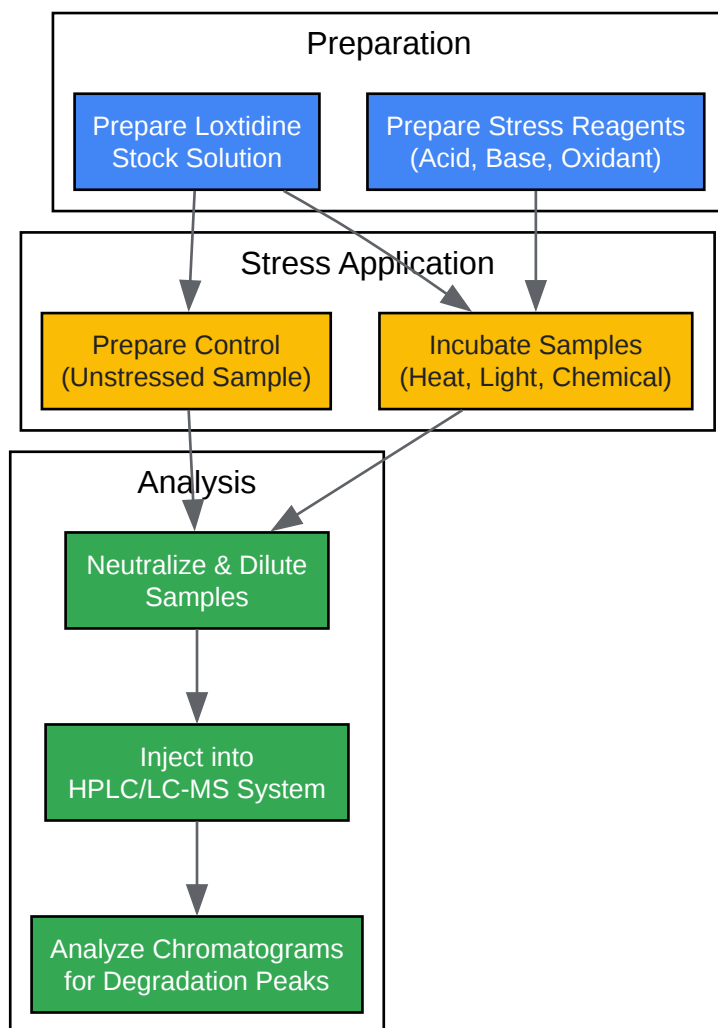 Preparation
Prepare Loxtidine
Stock Solution
Prepare Stress Reagents
(Acid, Base, Oxidant)
Stress Application
Prepare Control
(Unstressed Sample)
Incubate Samples
(Heat, Light, Chemical)
Analysis
Neutralize & Dilute
Samples
Inject into
HPLC/LC-MS System
Analyze Chromatograms
for Degradation Peaks